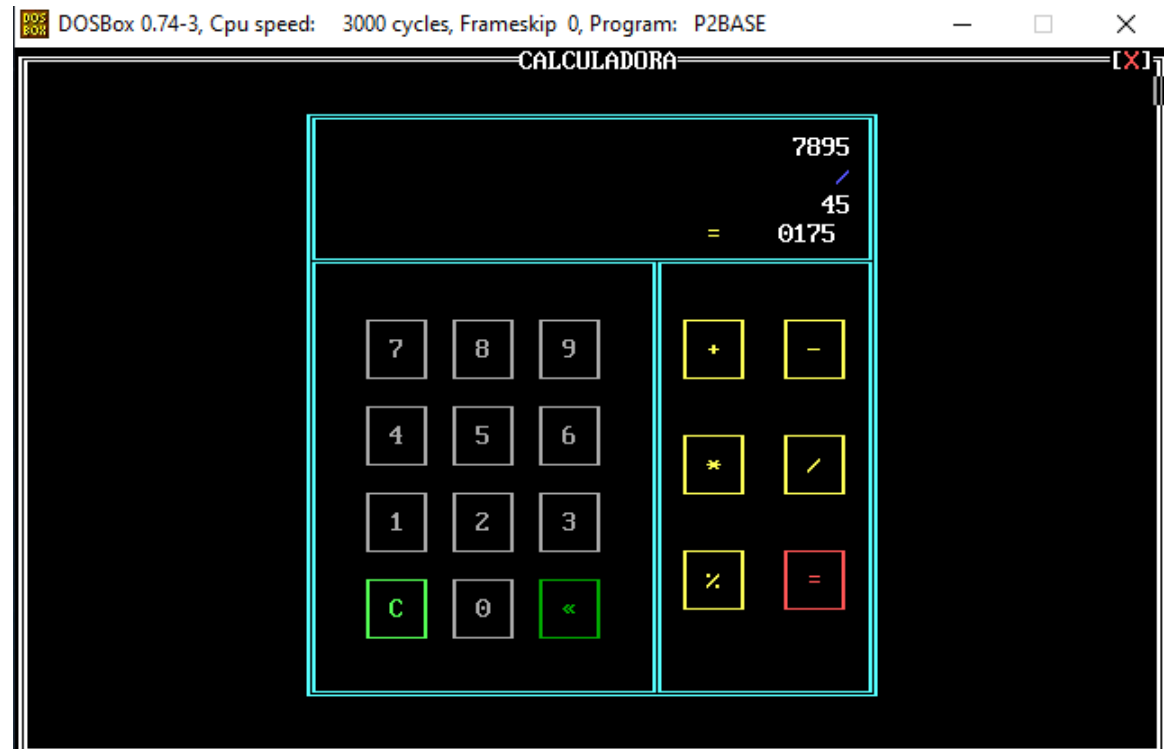 DOSBox 0.74-3, Cpu speed: 3000 cycles, Frameskip 0, Program: P2BASE
CALCULADORA [X]
7895
/
45
= 0175
7 8 9 + -
4 5 6 * /
1 2 3
% =
C 0 «